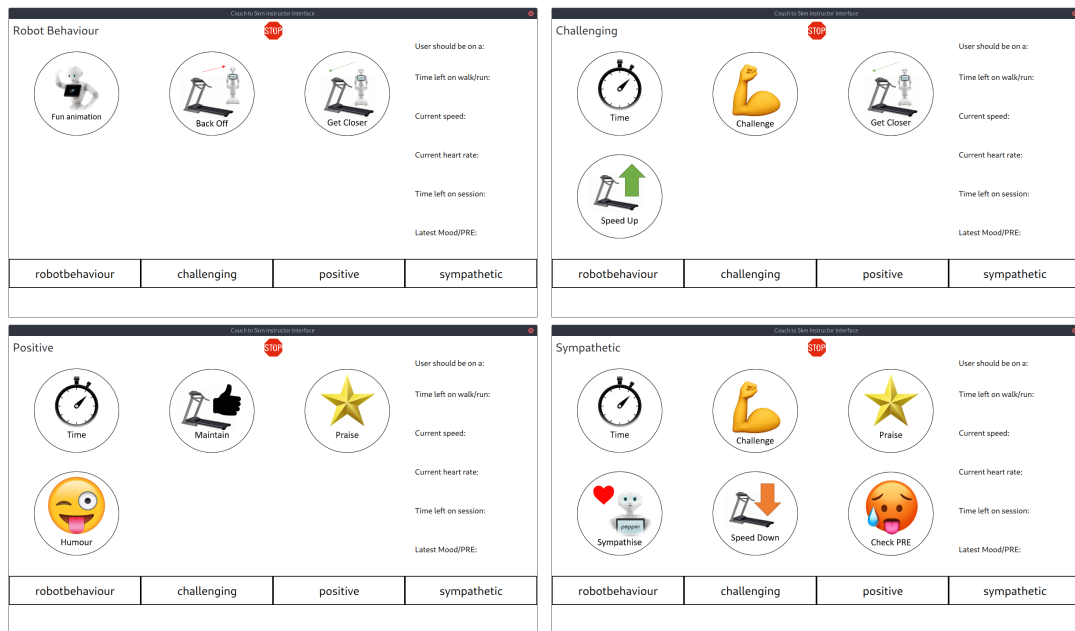 Couch to 5km Instructor Interface
Robot Behaviour
STOP
User should be on a:
Fun animation
Back Off
Get Closer
Time left on walk/run:
Current speed:
Current heart rate:
Time left on session:
Latest Mood/PRE:
robotbehaviour
challenging
positive
sympathetic
Couch to 5km Instructor Interface
Challenging
STOP
User should be on a:
Time
Challenge
Get Closer
Time left on walk/run:
Current speed:
Speed Up
Current heart rate:
Time left on session:
Latest Mood/PRE:
robotbehaviour
challenging
positive
sympathetic
Couch to 5km Instructor Interface
Positive
STOP
User should be on a:
Time
Maintain
Praise
Time left on walk/run:
Current speed:
Humour
Current heart rate:
Time left on session:
Latest Mood/PRE:
robotbehaviour
challenging
positive
sympathetic
Couch to 5km Instructor Interface
Sympathetic
STOP
User should be on a:
Time
Challenge
Praise
Time left on walk/run:
Current speed:
pepper
Sympathise
Speed Down
Check PRE
Current heart rate:
Time left on session:
Latest Mood/PRE:
robotbehaviour
challenging
positive
sympathetic